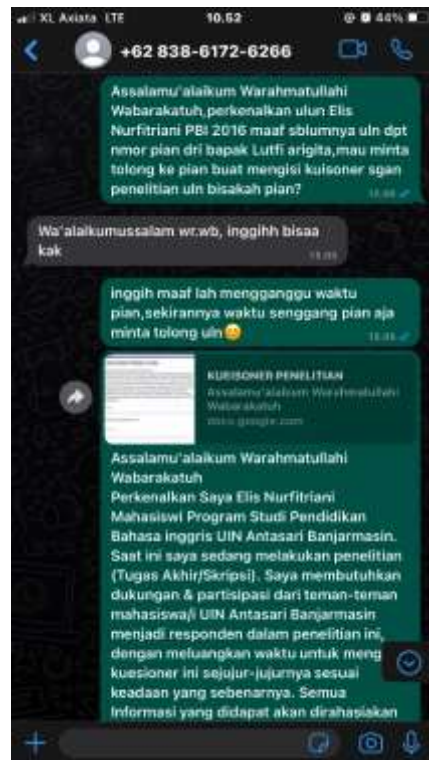 XL Axiata LTE 10.52 44%
+62 838-6172-6266
Assalamu'alaikum Warahmatullahi
Wabarakatuh,perkenalkan ulun Elis
Nurfitriani PBI 2016 maaf sblumnya uln dpt
nmor pian dri bapak Lutfi arigita,mau minta
tolong ke pian buat mengisi kuisoner sgan
penelitian uln bisakah pian?
Wa'alaikumussalam wr.wb, inggihh bisaa
kak
inggih maaf lah mengganggu waktu
pian,sekirannya waktu senggang pian aja
minta tolong uln😊
KUEISONER PENELITIAN
Assalamu'alaikum Warahmatullahi
Wabarakatuh
docs.google.com
Assalamu'alaikum Warahmatullahi
Wabarakatuh
Perkenalkan Saya Elis Nurfitriani
Mahasiswi Program Studi Pendidikan
Bahasa inggris UIN Antasari Banjarmasin.
Saat ini saya sedang melakukan penelitian
(Tugas Akhir/Skripsi). Saya membutuhkan
dukungan & partisipasi dari teman-teman
mahasiswa/i UIN Antasari Banjarmasin
menjadi responden dalam penelitian ini,
dengan meluangkan waktu untuk meng
kuesioner ini sejujur-jujurnya sesuai
keadaan yang sebenarnya. Semua
Informasi yang didapat akan dirahasiakan